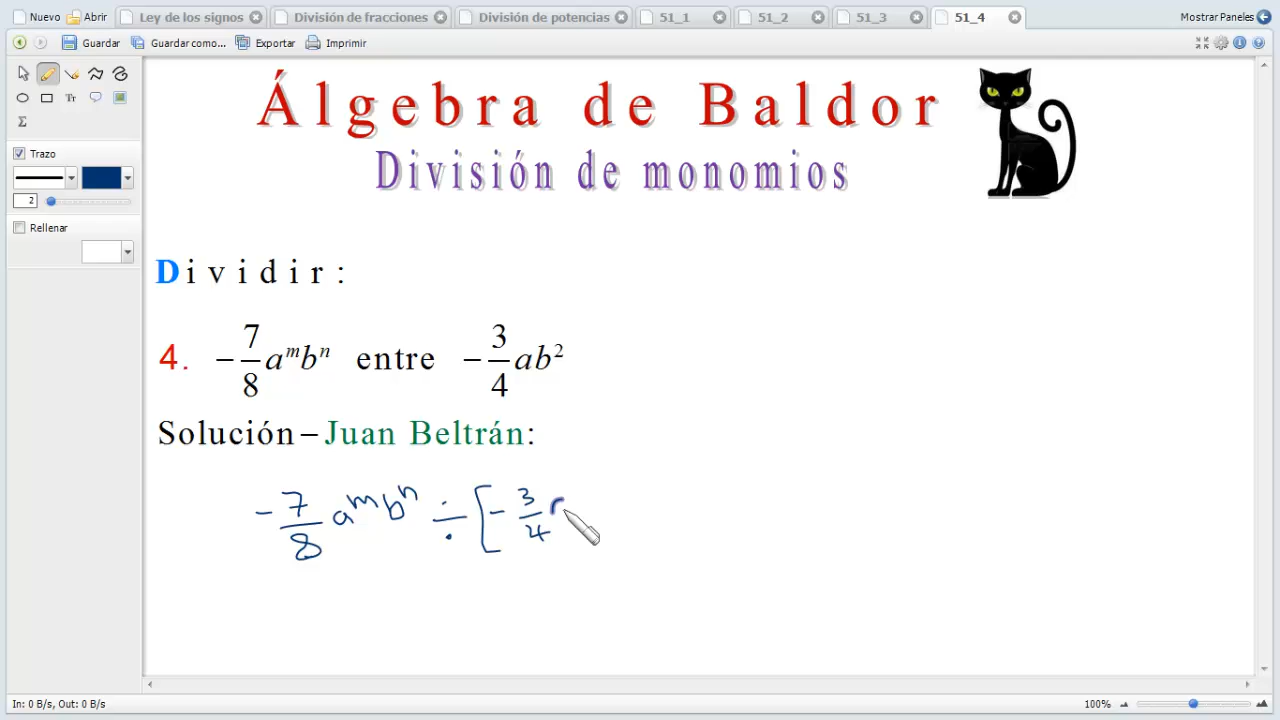 Nuevo Abrir Ley de los signos División de fracciones División de potencias 51_1 51_2 51_3 51_4 Mostrar Paneles
Guardar Guardar como... Exportar Imprimir
Álgebra de Baldor
División de monomios
Tr
Σ
Trazo
2
Rellenar
Dividir:
4. −7/8 a^m b^n entre −3/4 ab²
Solución−Juan Beltrán:
−7/8 a^m b^n ÷ [−3/4
In: 0 B/s, Out: 0 B/s 100%